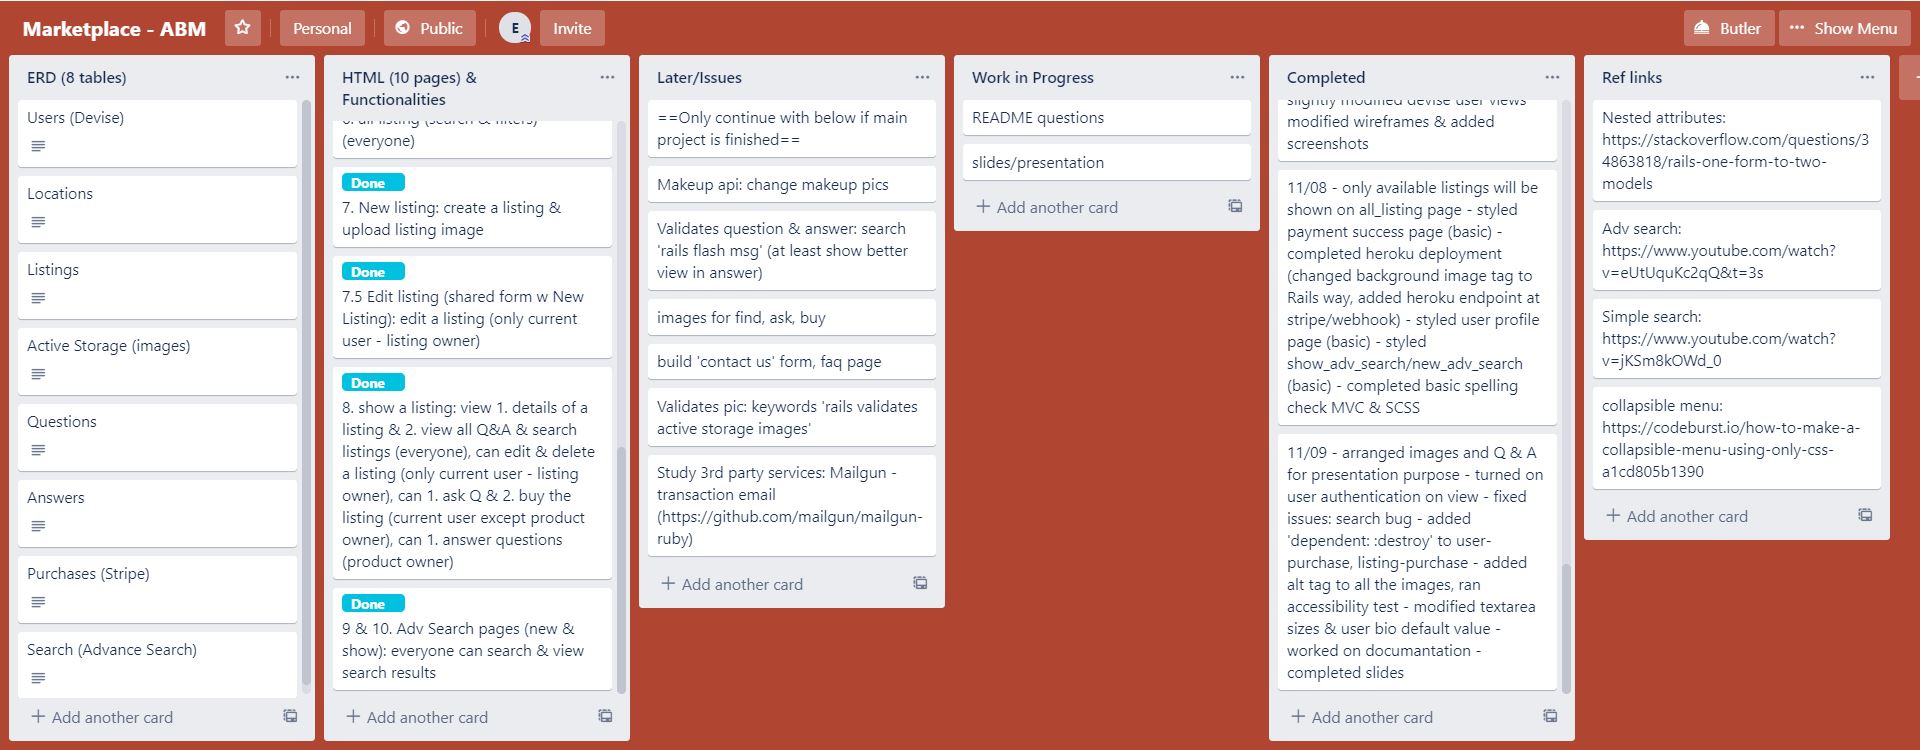 Marketplace - ABM
Personal
Public
E
Invite
Butler
Show Menu
ERD (8 tables)
Users (Devise)
Locations
Listings
Active Storage (images)
Questions
Answers
Purchases (Stripe)
Search (Advance Search)
+ Add another card
HTML (10 pages) &
Functionalities
6. all listing (search & filters)
(everyone)
Done
7. New listing: create a listing &
upload listing image
Done
7.5 Edit listing (shared form w New
Listing): edit a listing (only current
user - listing owner)
Done
8. show a listing: view 1. details of a
listing & 2. view all Q&A & search
listings (everyone), can edit & delete
a listing (only current user - listing
owner), can 1. ask Q & 2. buy the
listing (current user except product
owner), can 1. answer questions
(product owner)
Done
9 & 10. Adv Search pages (new &
show): everyone can search & view
search results
+ Add another card
Later/Issues
==Only continue with below if main
project is finished==
Makeup api: change makeup pics
Validates question & answer: search
'rails flash msg' (at least show better
view in answer)
images for find, ask, buy
build 'contact us' form, faq page
Validates pic: keywords 'rails validates
active storage images'
Study 3rd party services: Mailgun -
transaction email
(https://github.com/mailgun/mailgun-
ruby)
+ Add another card
Work in Progress
README questions
slides/presentation
+ Add another card
Completed
slightly modified devise user views
modified wireframes & added
screenshots
11/08 - only available listings will be
shown on all_listing page - styled
payment success page (basic) -
completed heroku deployment
(changed background image tag to
Rails way, added heroku endpoint at
stripe/webhook) - styled user profile
page (basic) - styled
show_adv_search/new_adv_search
(basic) - completed basic spelling
check MVC & SCSS
11/09 - arranged images and Q & A
for presentation purpose - turned on
user authentication on view - fixed
issues: search bug - added
'dependent: :destroy' to user-
purchase, listing-purchase - added
alt tag to all the images, ran
accessibility test - modified textarea
sizes & user bio default value -
worked on documantation -
completed slides
+ Add another card
Ref links
Nested attributes:
https://stackoverflow.com/questions/3
4863818/rails-one-form-to-two-
models
Adv search:
https://www.youtube.com/watch?
v=eUtUquKc2qQ&t=3s
Simple search:
https://www.youtube.com/watch?
v=jKSm8kOWd_0
collapsible menu:
https://codeburst.io/how-to-make-a-
collapsible-menu-using-only-css-
a1cd805b1390
+ Add another card